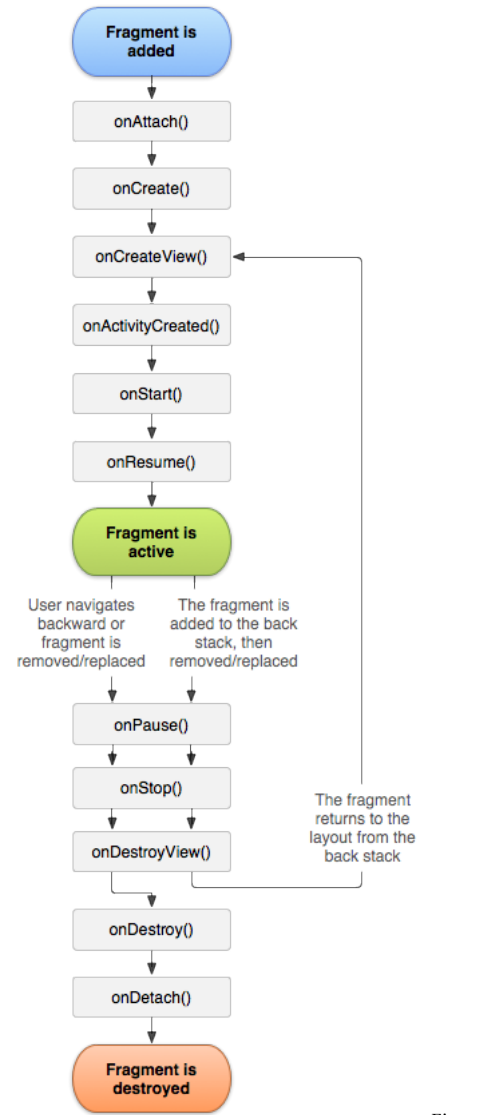 Fragment is
added
onAttach()
onCreate()
onCreateView()
onActivityCreated()
onStart()
onResume()
Fragment is
active
User navigates
backward or
fragment is
removed/replaced
The fragment is
added to the back
stack, then
removed/replaced
onPause()
onStop()
The fragment
returns to the
layout from the
back stack
onDestroyView()
onDestroy()
onDetach()
Fragment is
destroyed